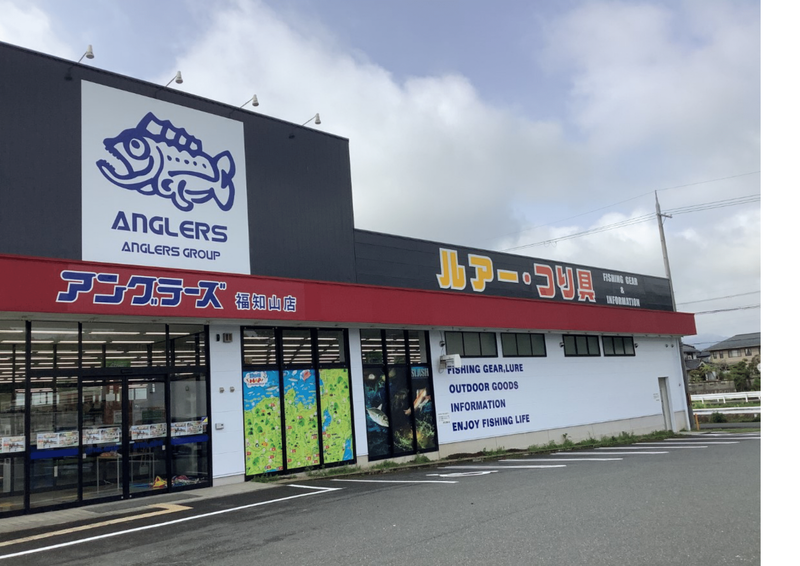 ANGLERS
ANGLERS GROUP
アングラーズ 福知山店
ルアー・つり具
FISHING GEAR
&
INFORMATION
FISHING GEAR,LURE
OUTDOOR GOODS
INFORMATION
ENJOY FISHING LIFE